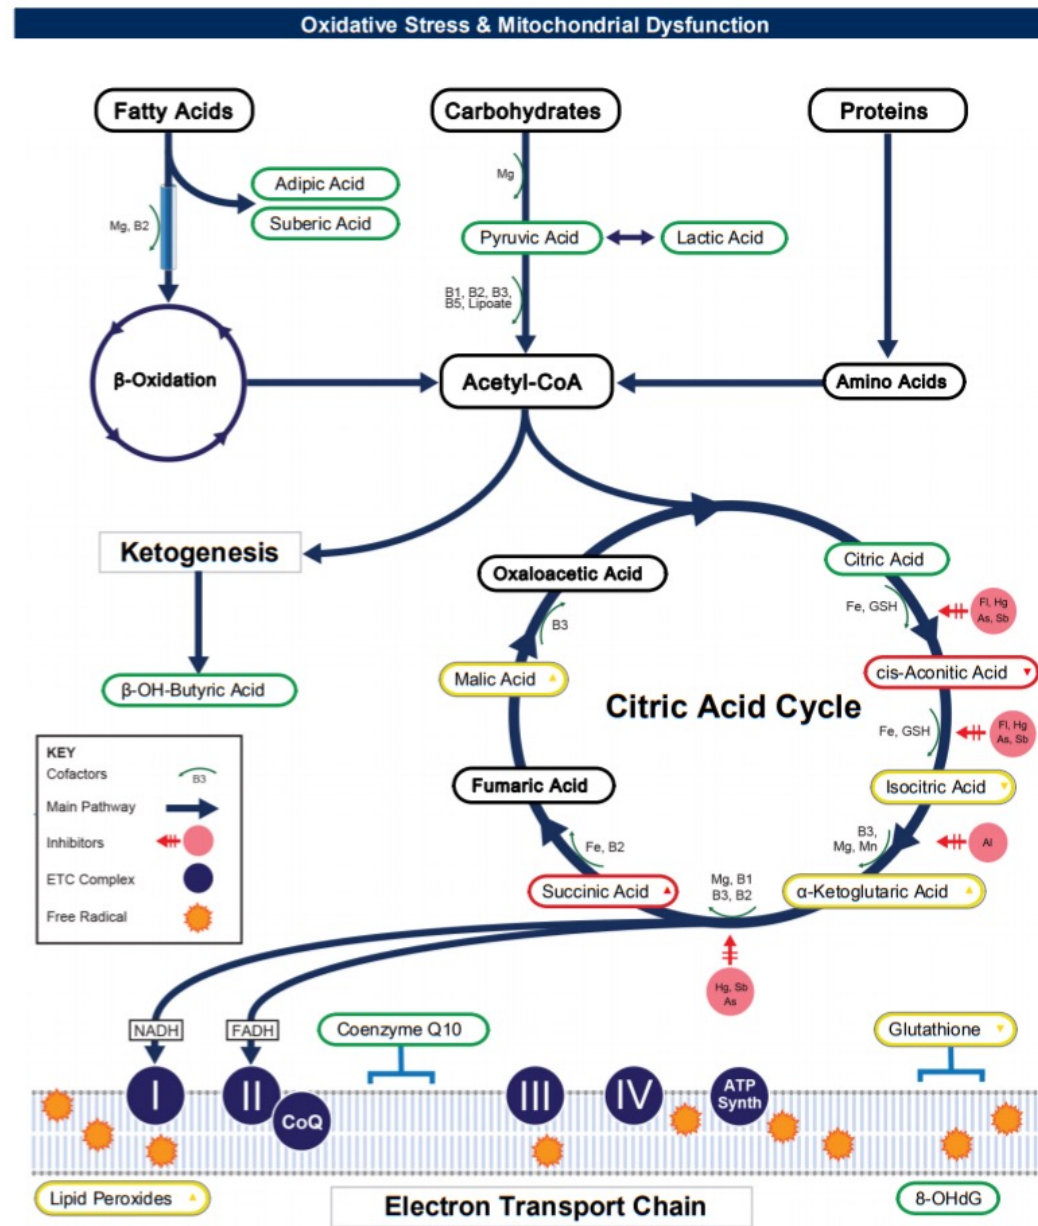 Oxidative Stress & Mitochondrial Dysfunction
Fatty Acids
Carbohydrates
Proteins
Mg
Adipic Acid
Suberic Acid
Mg, B2
Pyruvic Acid
Lactic Acid
B1, B2, B3,
B5, Lipoate
β-Oxidation
Acetyl-CoA
Amino Acids
Ketogenesis
β-OH-Butyric Acid
Oxaloacetic Acid
Citric Acid
Fe, GSH
Fl, Hg
As, Sb
B3
Malic Acid
cis-Aconitic Acid
Citric Acid Cycle
Fe, GSH
Fl, Hg
As, Sb
Fumaric Acid
Isocitric Acid
B3,
Mg, Mn
Al
Fe, B2
Succinic Acid
Mg, B1
B3, B2
α-Ketoglutaric Acid
Hg, Sb
As
KEY
Cofactors
B3
Main Pathway
Inhibitors
ETC Complex
Free Radical
NADH
FADH
Coenzyme Q10
Glutathione
I
II
CoQ
III
IV
ATP
Synth
Lipid Peroxides
Electron Transport Chain
8-OHdG